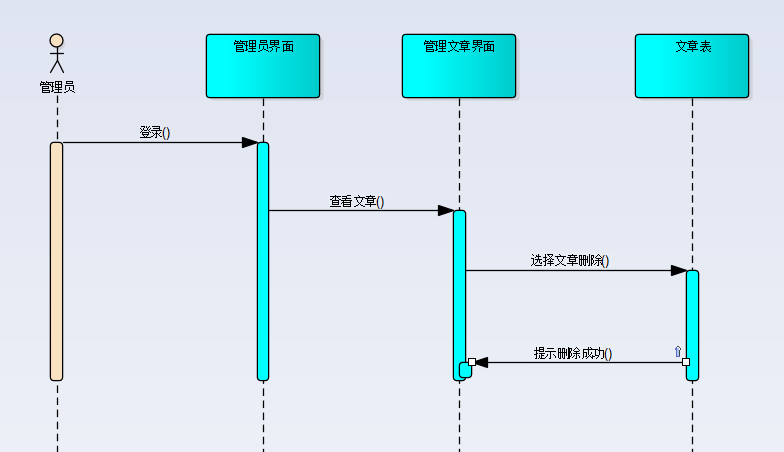 管理员界面
管理文章界面
文章表
管理员
登录()
查看文章()
选择文章删除()
提示删除成功()